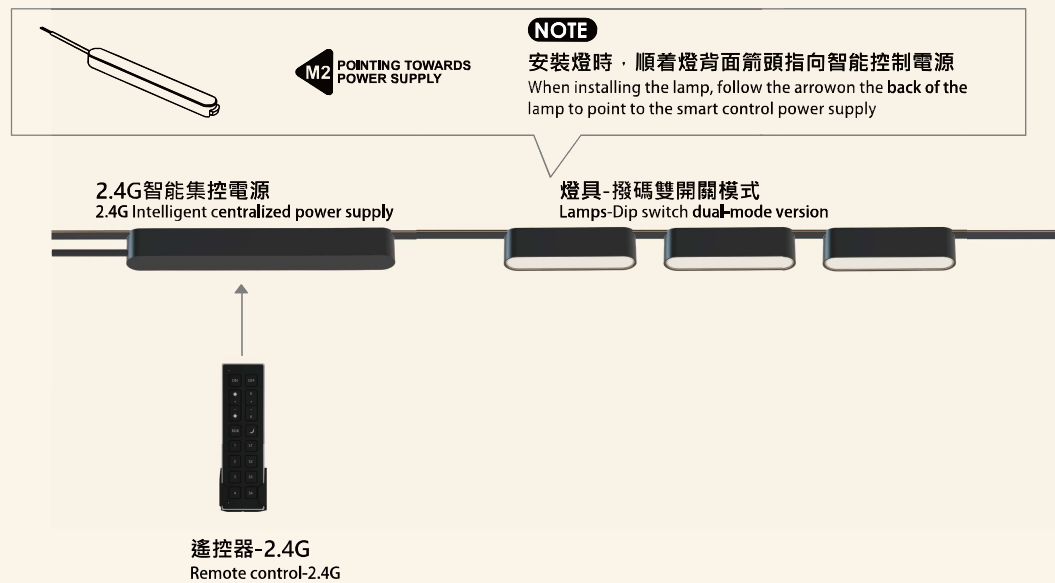 NOTE
安裝燈時，順着燈背面箭頭指向智能控制電源
When installing the lamp, follow the arrowon the back of the
lamp to point to the smart control power supply
M2 POINTING TOWARDS
POWER SUPPLY
2.4G智能集控電源
2.4G Intelligent centralized power supply
燈具-撥碼雙開關模式
Lamps-Dip switch dual-mode version
ON OFF
遙控器-2.4G
Remote control-2.4G